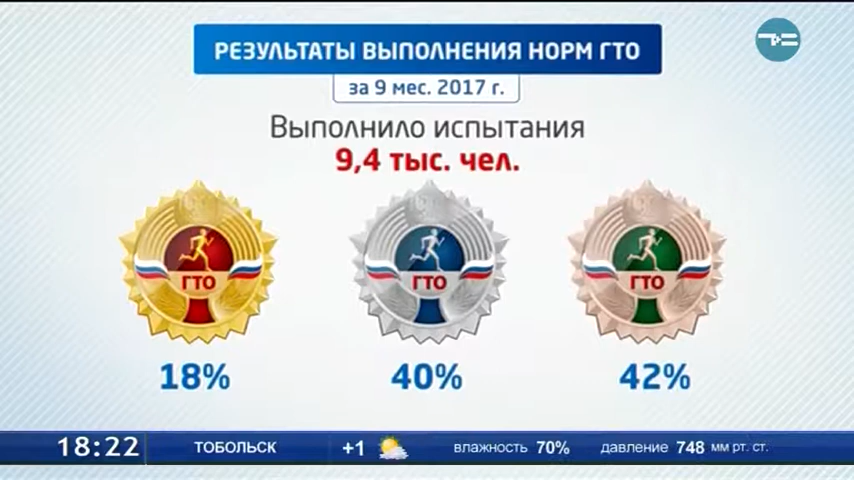 РЕЗУЛЬТАТЫ ВЫПОЛНЕНИЯ НОРМ ГТО
за 9 мес. 2017 г.
Выполнило испытания
9,4 тыс. чел.
ГТО ГТО ГТО
18% 40% 42%
18:22 ТОБОЛЬСК +1 влажность 70% давление 748 мм рт. ст.